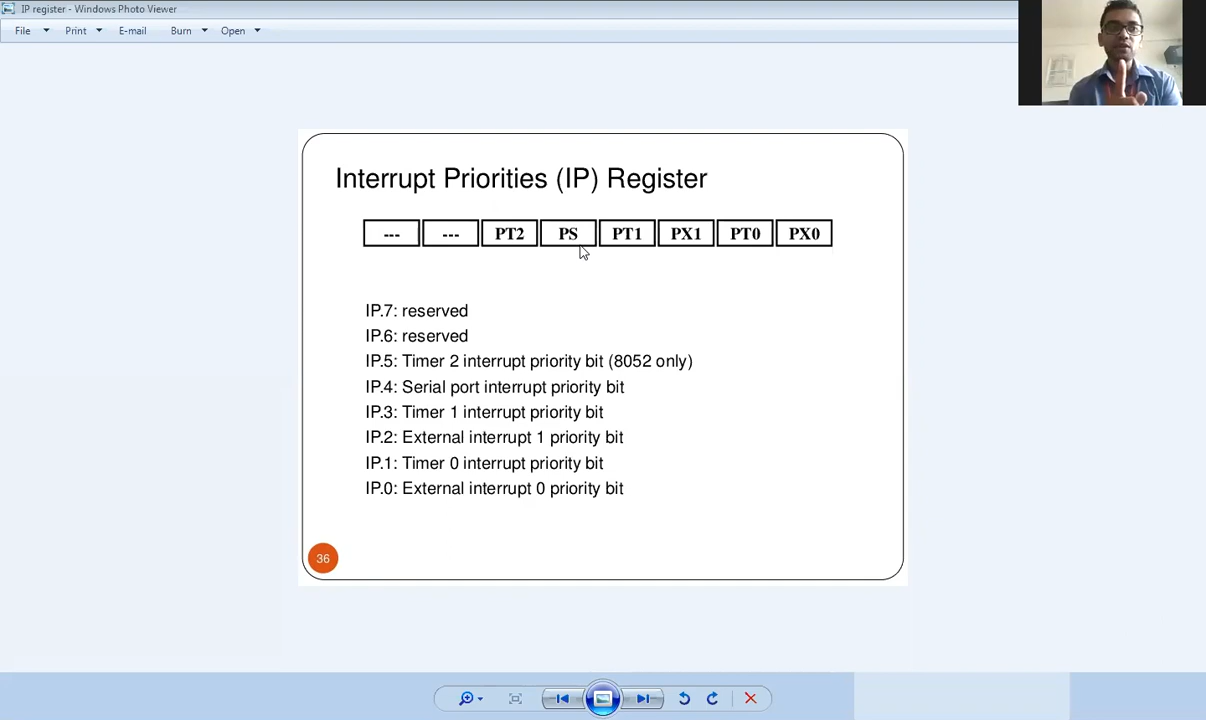 IP register - Windows Photo Viewer
File Print E-mail Burn Open
Interrupt Priorities (IP) Register
--- --- PT2 PS PT1 PX1 PT0 PX0
IP.7: reserved
IP.6: reserved
IP.5: Timer 2 interrupt priority bit (8052 only)
IP.4: Serial port interrupt priority bit
IP.3: Timer 1 interrupt priority bit
IP.2: External interrupt 1 priority bit
IP.1: Timer 0 interrupt priority bit
IP.0: External interrupt 0 priority bit
36